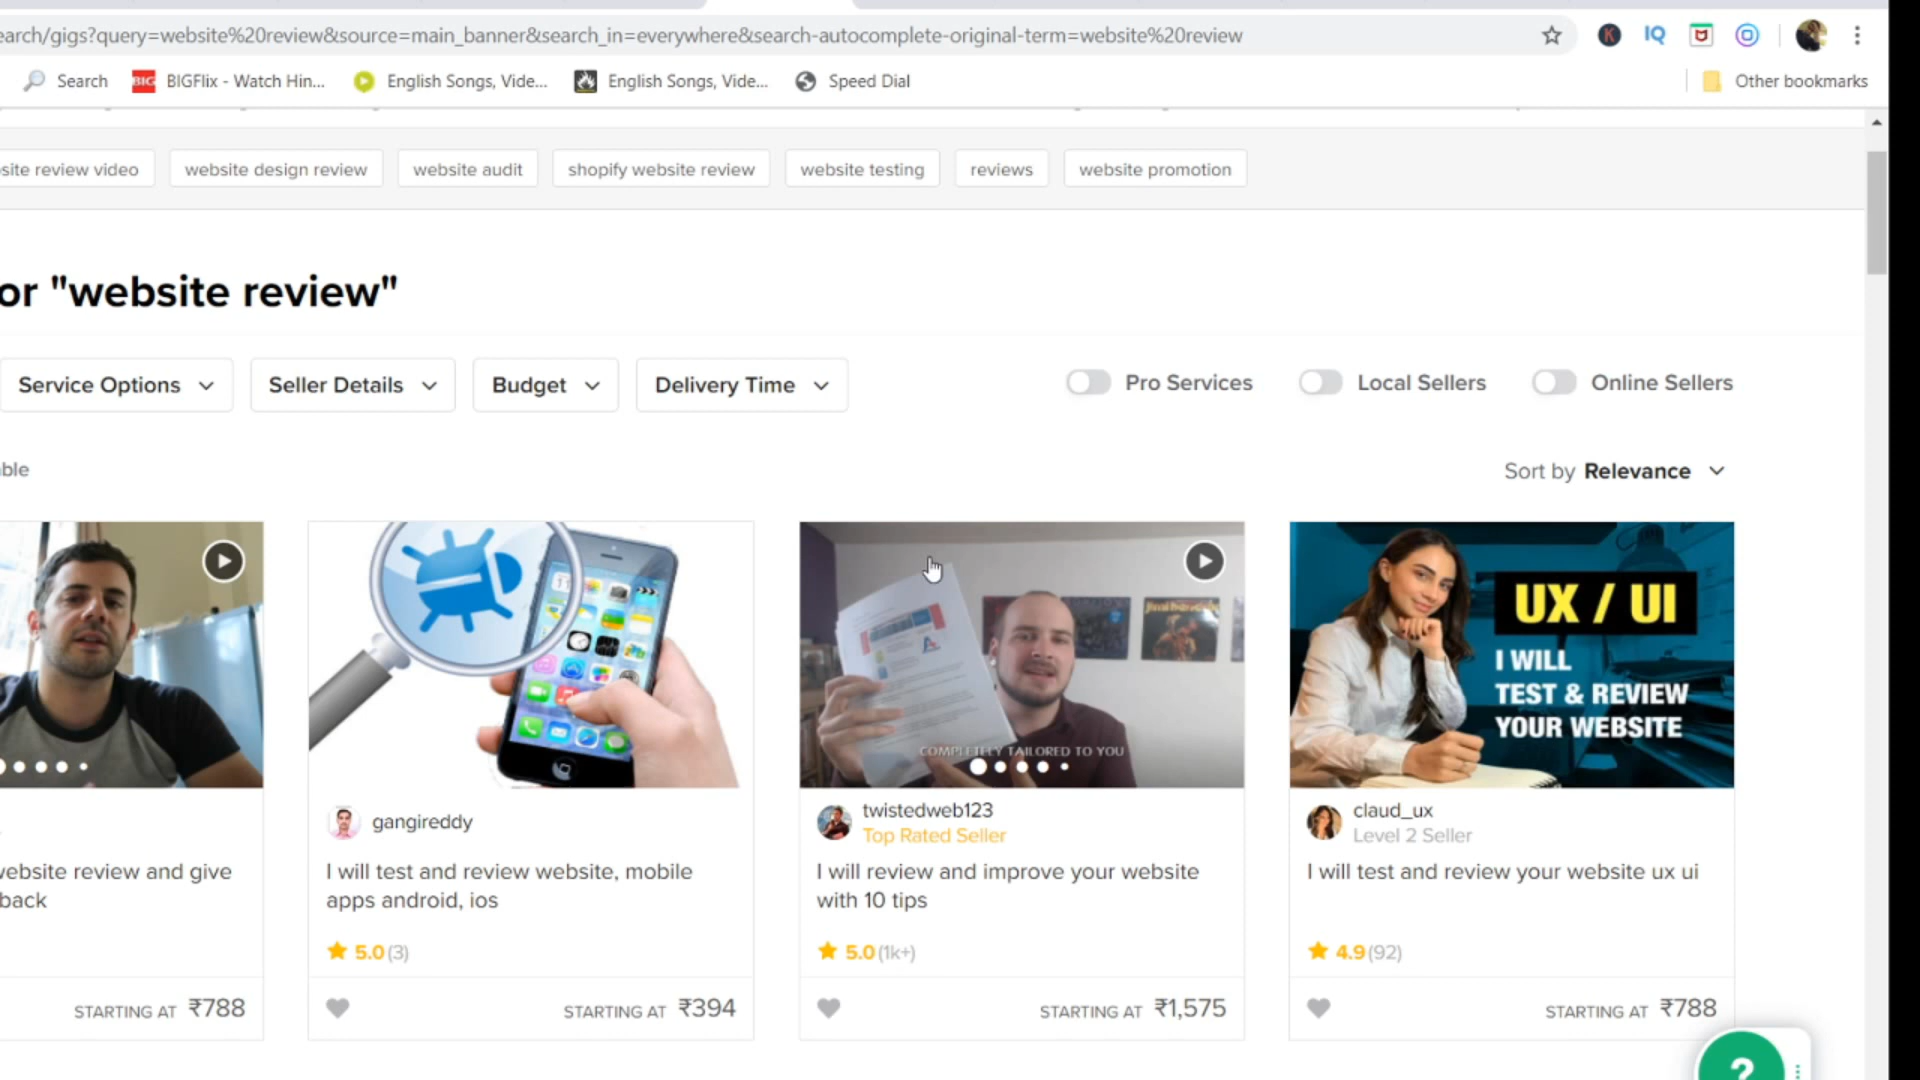 earch/gigs?query=website%20review&source=main_banner&search_in=everywhere&search-autocomplete-original-term=website%20review
Search BIG BIGFlix - Watch Hin... English Songs, Vide... English Songs, Vide... Speed Dial Other bookmarks
site review video website design review website audit shopify website review website testing reviews website promotion
or "website review"
Service Options Seller Details Budget Delivery Time Pro Services Local Sellers Online Sellers
able Sort by Relevance
UX / UI
I WILL
TEST & REVIEW
YOUR WEBSITE
COMPLETELY TAILORED TO YOU
gangireddy
twistedweb123
Top Rated Seller
claud_ux
Level 2 Seller
website review and give
back
I will test and review website, mobile
apps android, ios
I will review and improve your website
with 10 tips
I will test and review your website ux ui
5.0 (3)
5.0 (1k+)
4.9 (92)
STARTING AT ₹788
STARTING AT ₹394
STARTING AT ₹1,575
STARTING AT ₹788
?